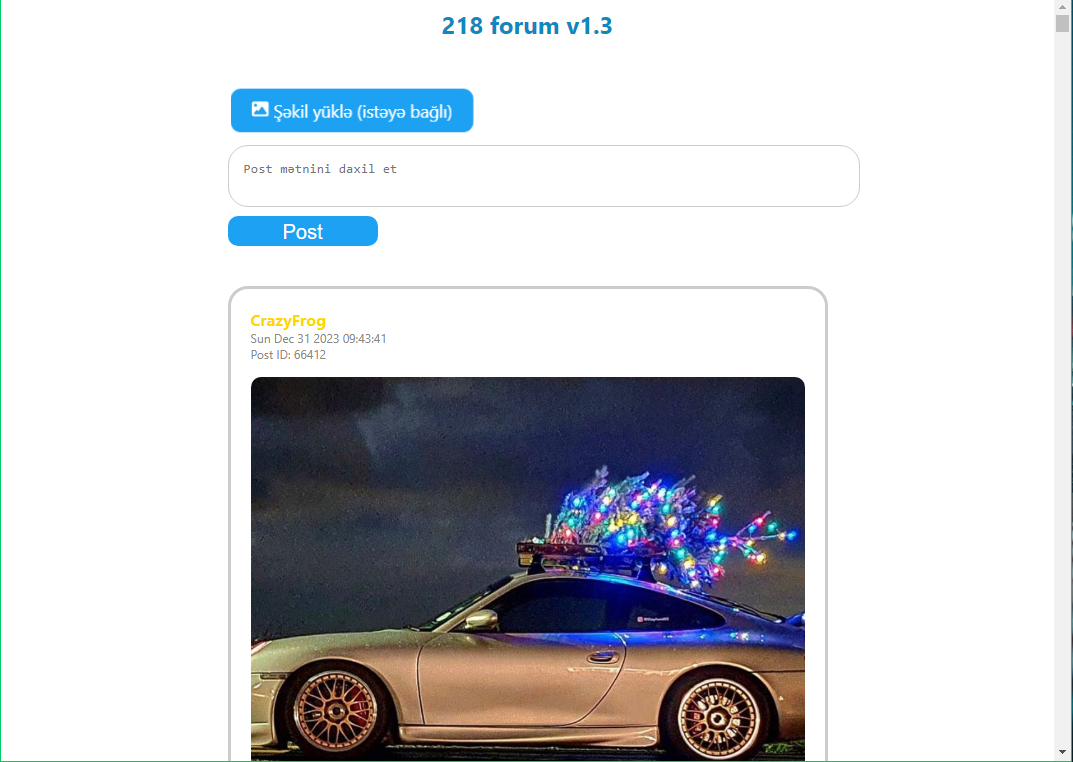 218 forum v1.3
Şəkil yüklə (istəyə bağlı)
Post mətnini daxil et
Post
CrazyFrog
Sun Dec 31 2023 09:43:41
Post ID: 66412